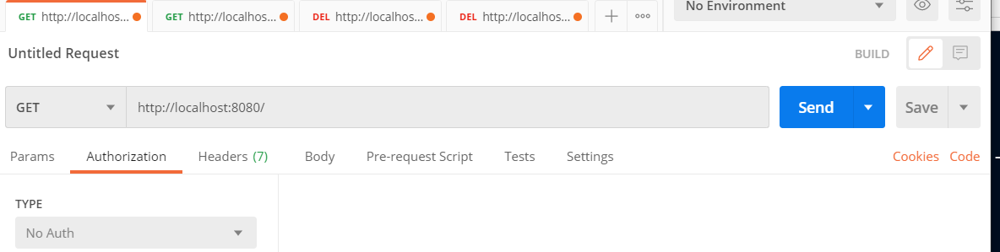 GET http://localhos... GET http://localhos... DEL http://localhos... DEL http://localhos... No Environment
Untitled Request BUILD
GET http://localhost:8080/ Send Save
Params Authorization Headers (7) Body Pre-request Script Tests Settings Cookies Code
TYPE
No Auth